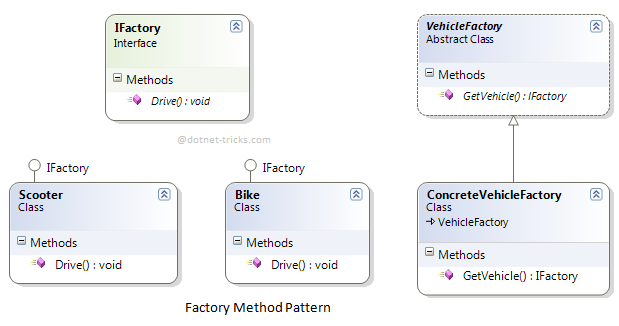 IFactory
Interface
Methods
Drive() : void
VehicleFactory
Abstract Class
Methods
GetVehicle() : IFactory
@dotnet-tricks.com
IFactory
Scooter
Class
Methods
Drive() : void
IFactory
Bike
Class
Methods
Drive() : void
ConcreteVehicleFactory
Class
VehicleFactory
Methods
GetVehicle() : IFactory
Factory Method Pattern